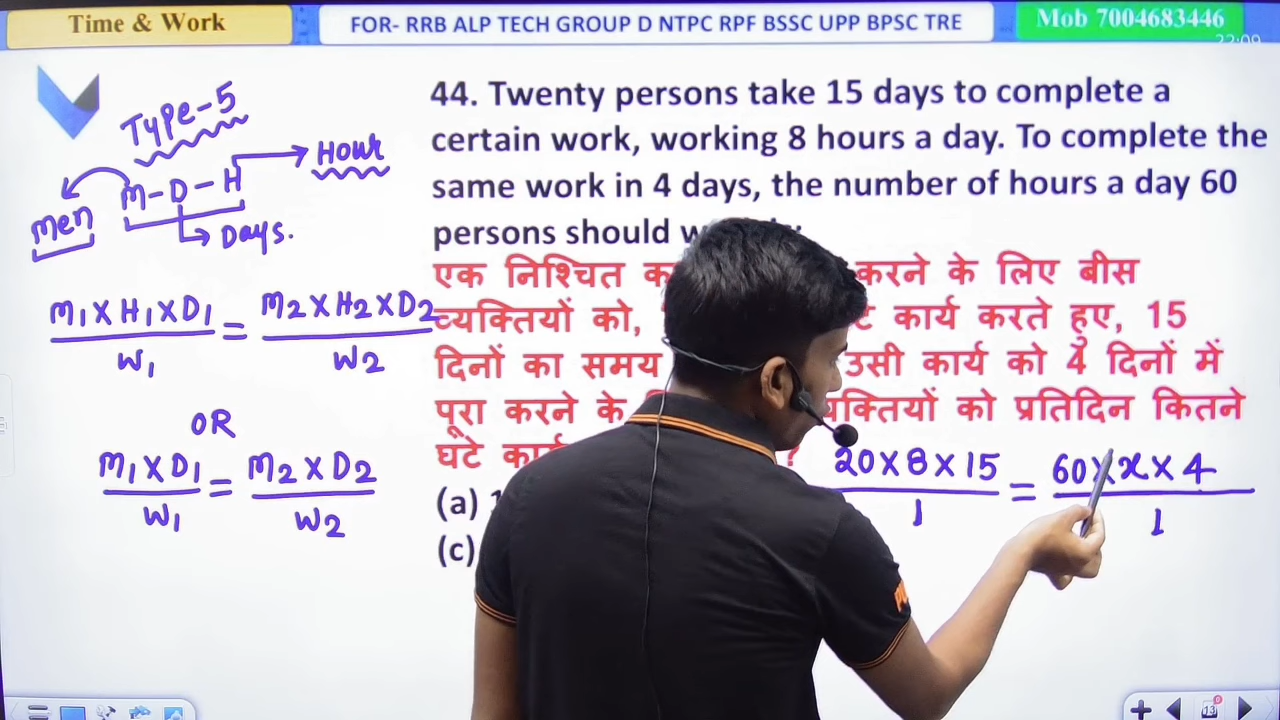 Time & Work
FOR- RRB ALP TECH GROUP D NTPC RPF BSSC UPP BPSC TRE
Mob 7004683446
22:09
Type-5
M-D-H
Hour
Men
Days.
M1 X H1 X D1 / W1 = M2 X H2 X D2 / W2
OR
M1 X D1 / W1 = M2 X D2 / W2
44. Twenty persons take 15 days to complete a
certain work, working 8 hours a day. To complete the
same work in 4 days, the number of hours a day 60
persons should
एक निश्चित करने के लिए बीस
व्यक्तियों को, कार्य करते हुए, 15
दिनों का समय उसी कार्य को 4 दिनों में
पूरा करने के को प्रतिदिन कितने
घंटे ?
20 X 8 X 15 / 1 = 60 X x X 4 / 1
(a)
(c)
13